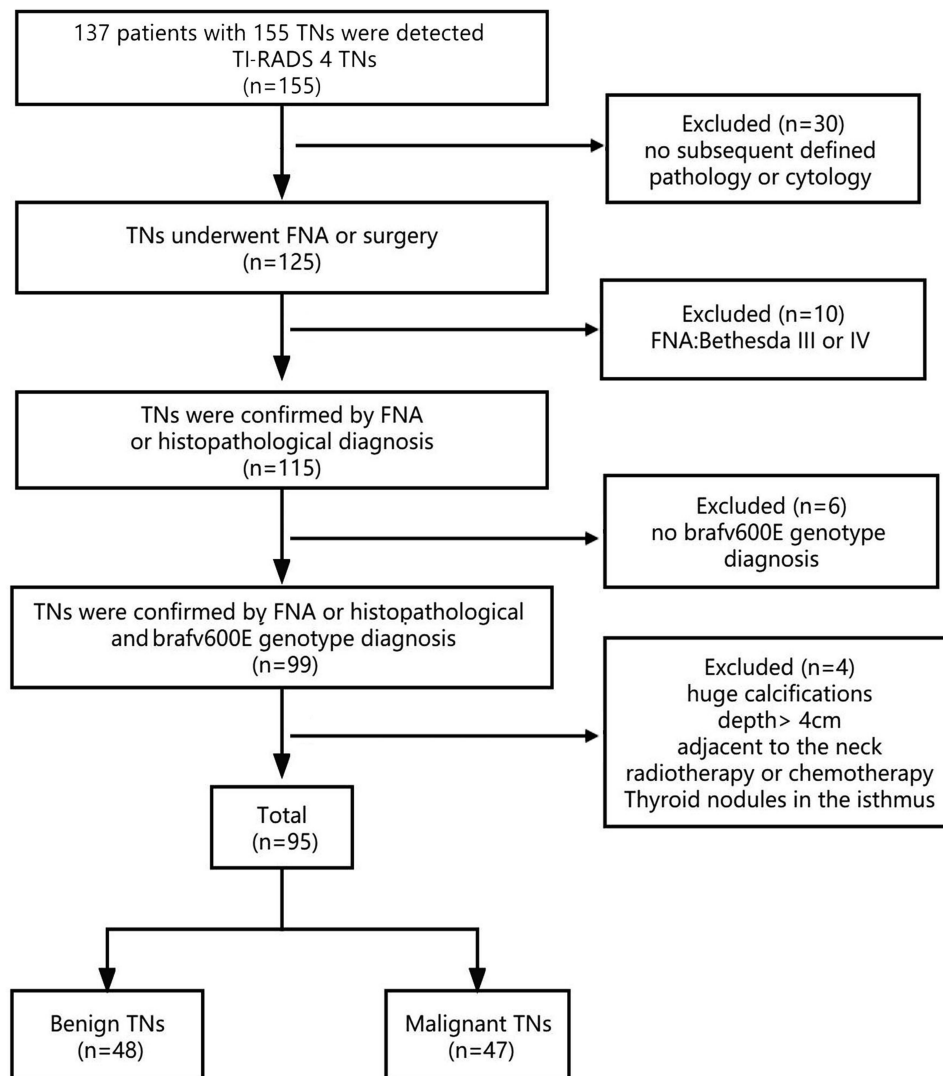 137 patients with 155 TNs were detected
TI-RADS 4 TNs
(n=155)
Excluded (n=30)
no subsequent defined
pathology or cytology
TNs underwent FNA or surgery
(n=125)
Excluded (n=10)
FNA:Bethesda III or IV
TNs were confirmed by FNA
or histopathological diagnosis
(n=115)
Excluded (n=6)
no brafv600E genotype
diagnosis
TNs were confirmed by FNA or histopathological
and brafv600E genotype diagnosis
(n=99)
Excluded (n=4)
huge calcifications
depth> 4cm
adjacent to the neck
radiotherapy or chemotherapy
Thyroid nodules in the isthmus
Total
(n=95)
Benign TNs
(n=48)
Malignant TNs
(n=47)